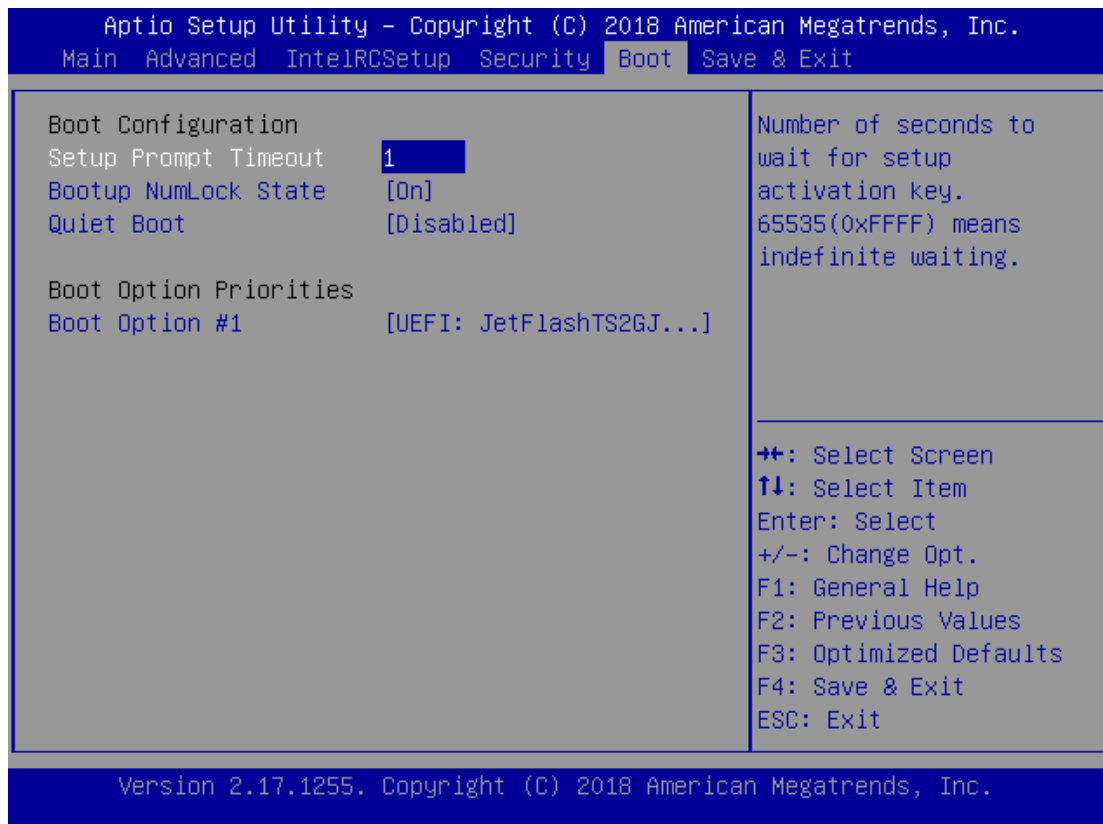 Aptio Setup Utility – Copyright (C) 2018 American Megatrends, Inc.
Main Advanced IntelRCSetup Security Boot Save & Exit
Boot Configuration
Setup Prompt Timeout 1
Bootup NumLock State [On]
Quiet Boot [Disabled]
Boot Option Priorities
Boot Option #1 [UEFI: JetFlashTS2GJ...]
Number of seconds to
wait for setup
activation key.
65535(0xFFFF) means
indefinite waiting.
→←: Select Screen
↑↓: Select Item
Enter: Select
+/-: Change Opt.
F1: General Help
F2: Previous Values
F3: Optimized Defaults
F4: Save & Exit
ESC: Exit
Version 2.17.1255. Copyright (C) 2018 American Megatrends, Inc.